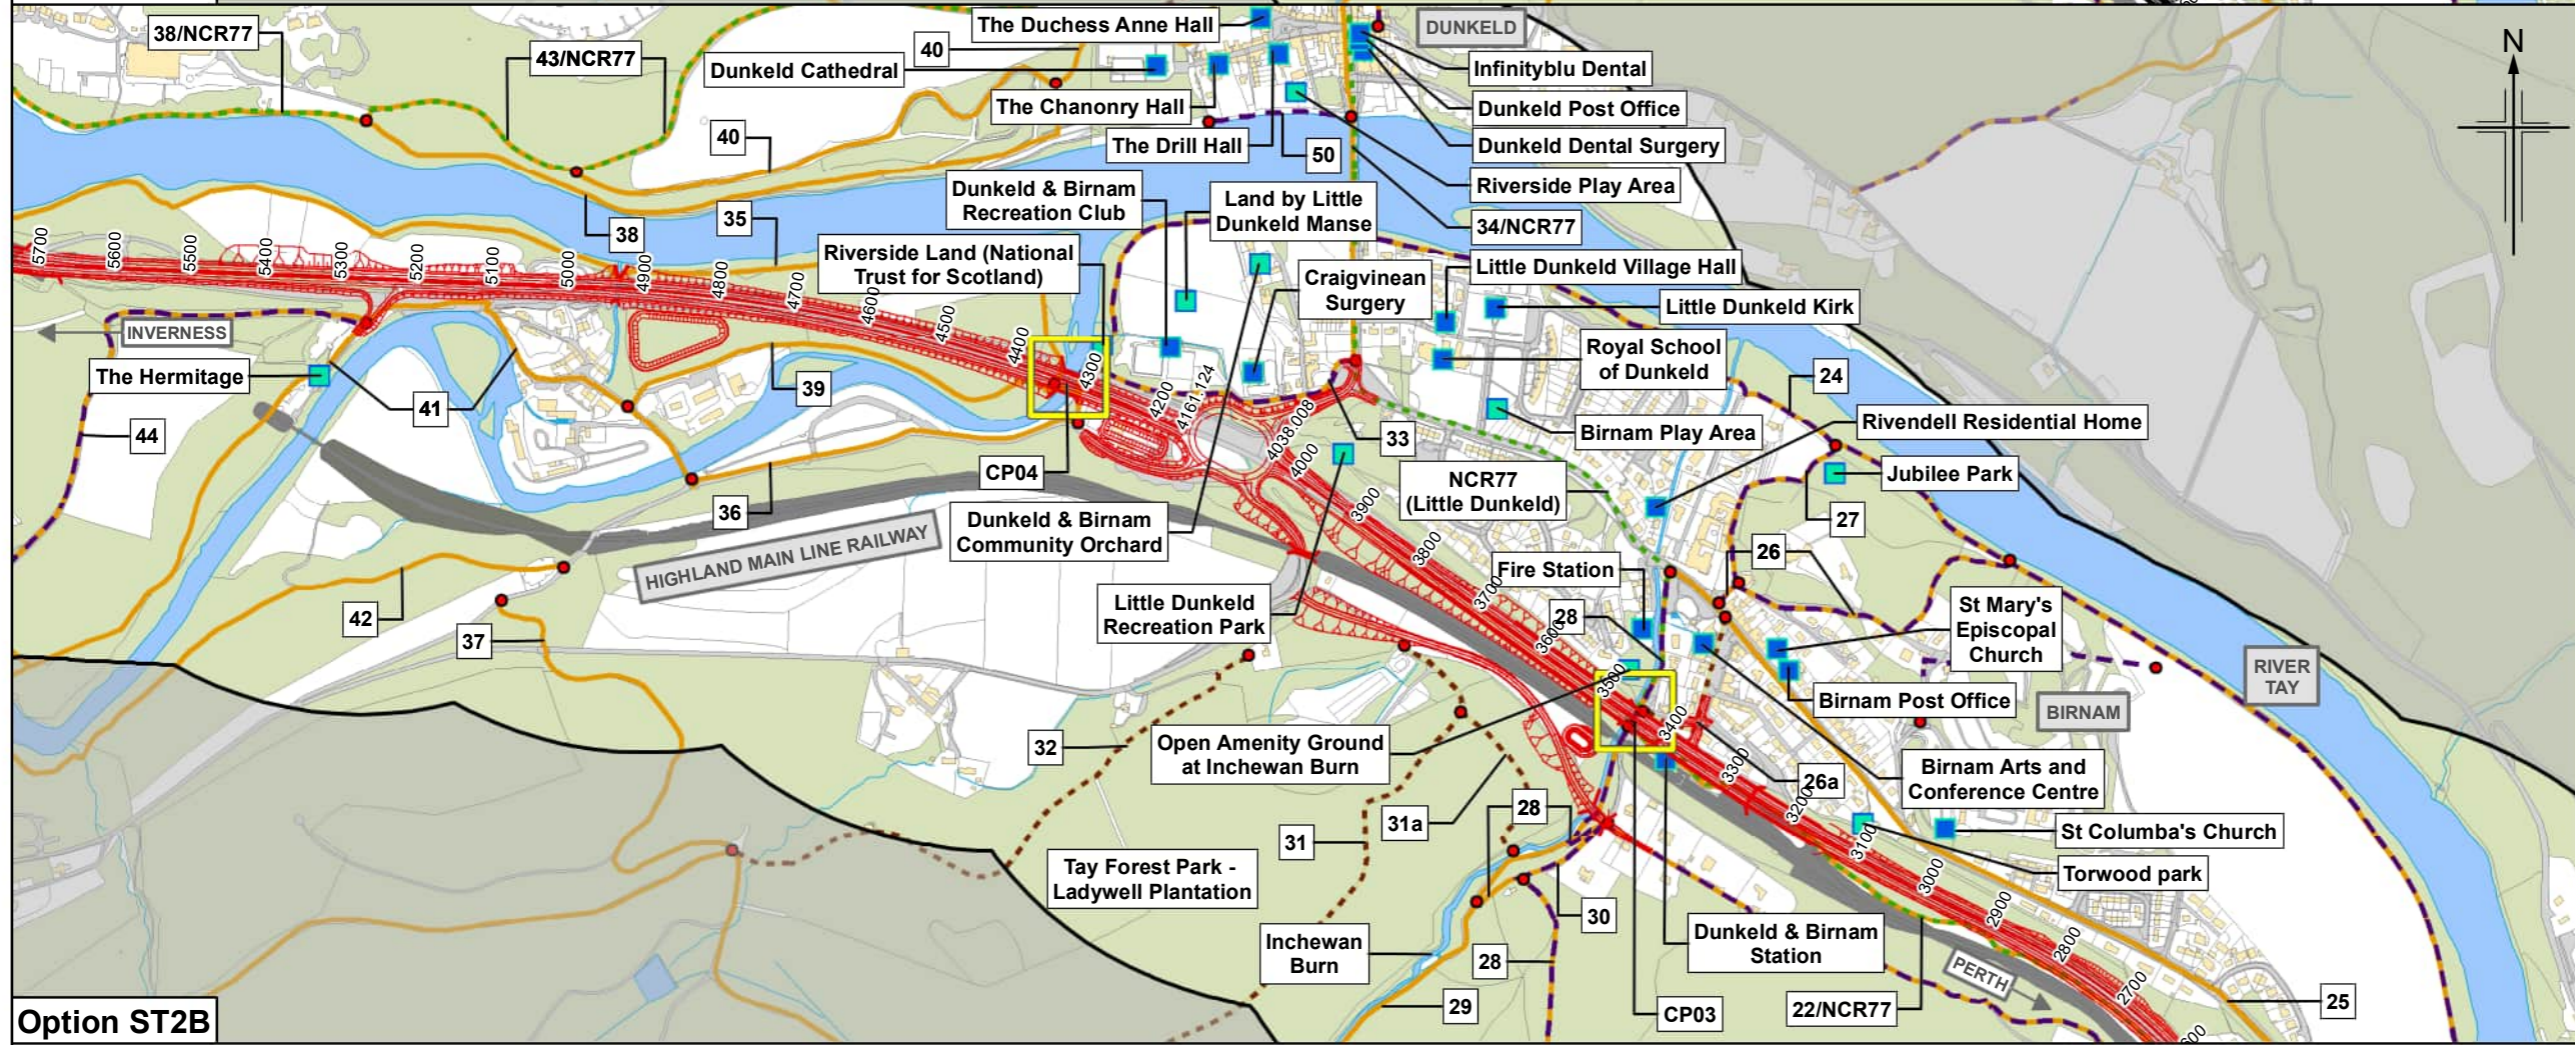 38/NCR77
43/NCR77
40
The Duchess Anne Hall
DUNKELD
Dunkeld Cathedral
Infinityblu Dental
The Chanonry Hall
Dunkeld Post Office
40
The Drill Hall
50
Dunkeld Dental Surgery
Riverside Play Area
N
Dunkeld & Birnam
Recreation Club
Land by Little
Dunkeld Manse
34/NCR77
38
35
Riverside Land (National
Trust for Scotland)
Craigvinean
Surgery
Little Dunkeld Village Hall
Little Dunkeld Kirk
5700
5600
5500
5400
5300
5200
5100
5000
4900
4800
4700
4600
4500
4400
4300
4200
4161.124
4038.008
4000
3900
3800
3700
3600
3500
3400
3300
3200
3100
3000
2900
2800
2700
INVERNESS
The Hermitage
41
39
44
Royal School
of Dunkeld
24
33
Birnam Play Area
Rivendell Residential Home
CP04
36
NCR77
(Little Dunkeld)
Jubilee Park
27
Dunkeld & Birnam
Community Orchard
HIGHLAND MAIN LINE RAILWAY
26
Fire Station
28
42
37
Little Dunkeld
Recreation Park
St Mary's
Episcopal
Church
RIVER
TAY
Birnam Post Office
BIRNAM
32
Open Amenity Ground
at Inchewan Burn
26a
Birnam Arts and
Conference Centre
31
31a
28
St Columba's Church
Tay Forest Park -
Ladywell Plantation
Torwood park
30
Inchewan
Burn
28
Dunkeld & Birnam
Station
PERTH
29
CP03
22/NCR77
25
Option ST2B